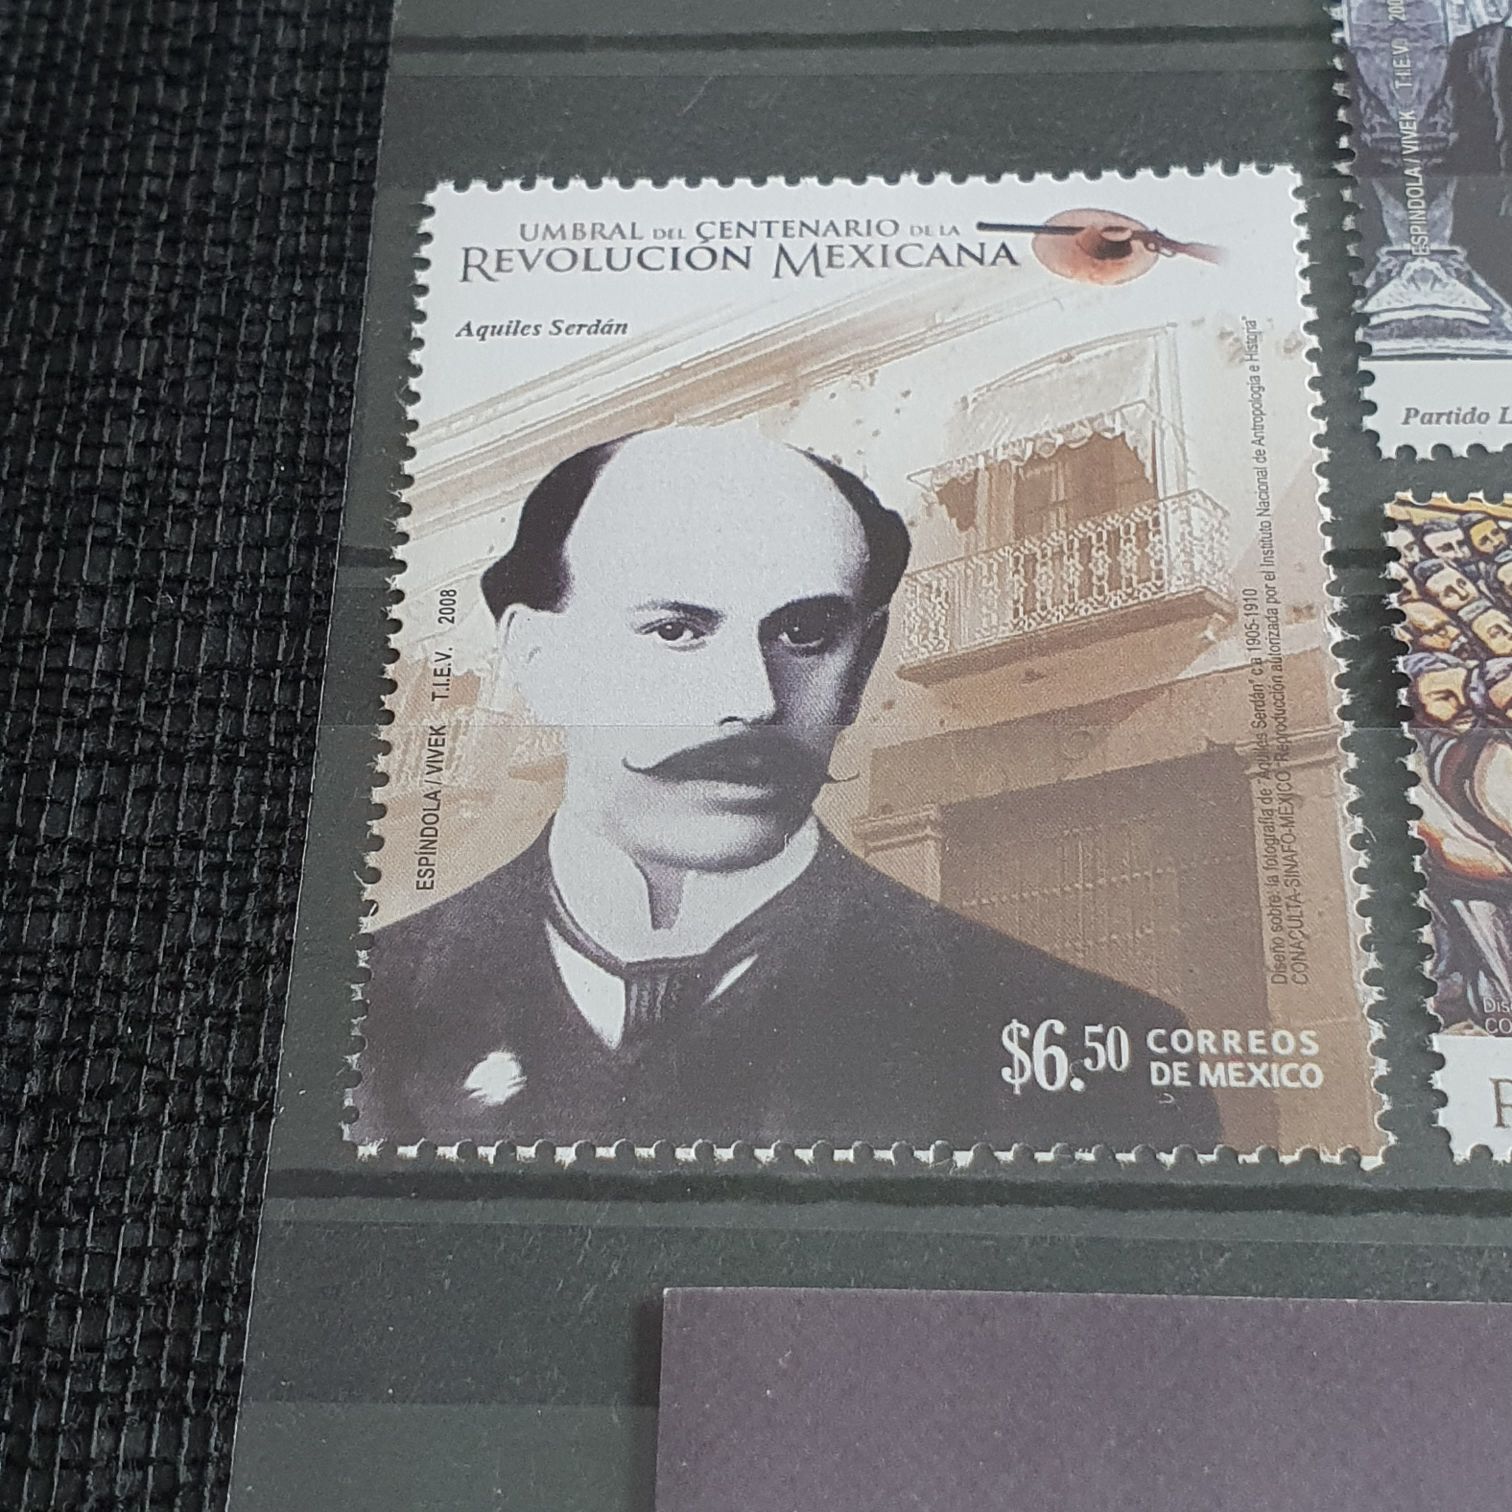 UMBRAL DEL CENTENARIO DE LA
REVOLUCIÓN MEXICANA
Aquiles Serdán
ESPÍNDOLA / VIVEK T.I.E.V. 2008
Diseño sobre la fotografía de "Aquiles Serdán" ca 1905-1910
CONACULTA-SINAFO-MÉXICO "Reproducción autorizada por el Instituto Nacional de Antropología e Historia"
$6.50 CORREOS
DE MEXICO
ESPÍNDOLA / VIVEK T.I.E.V.
Partido